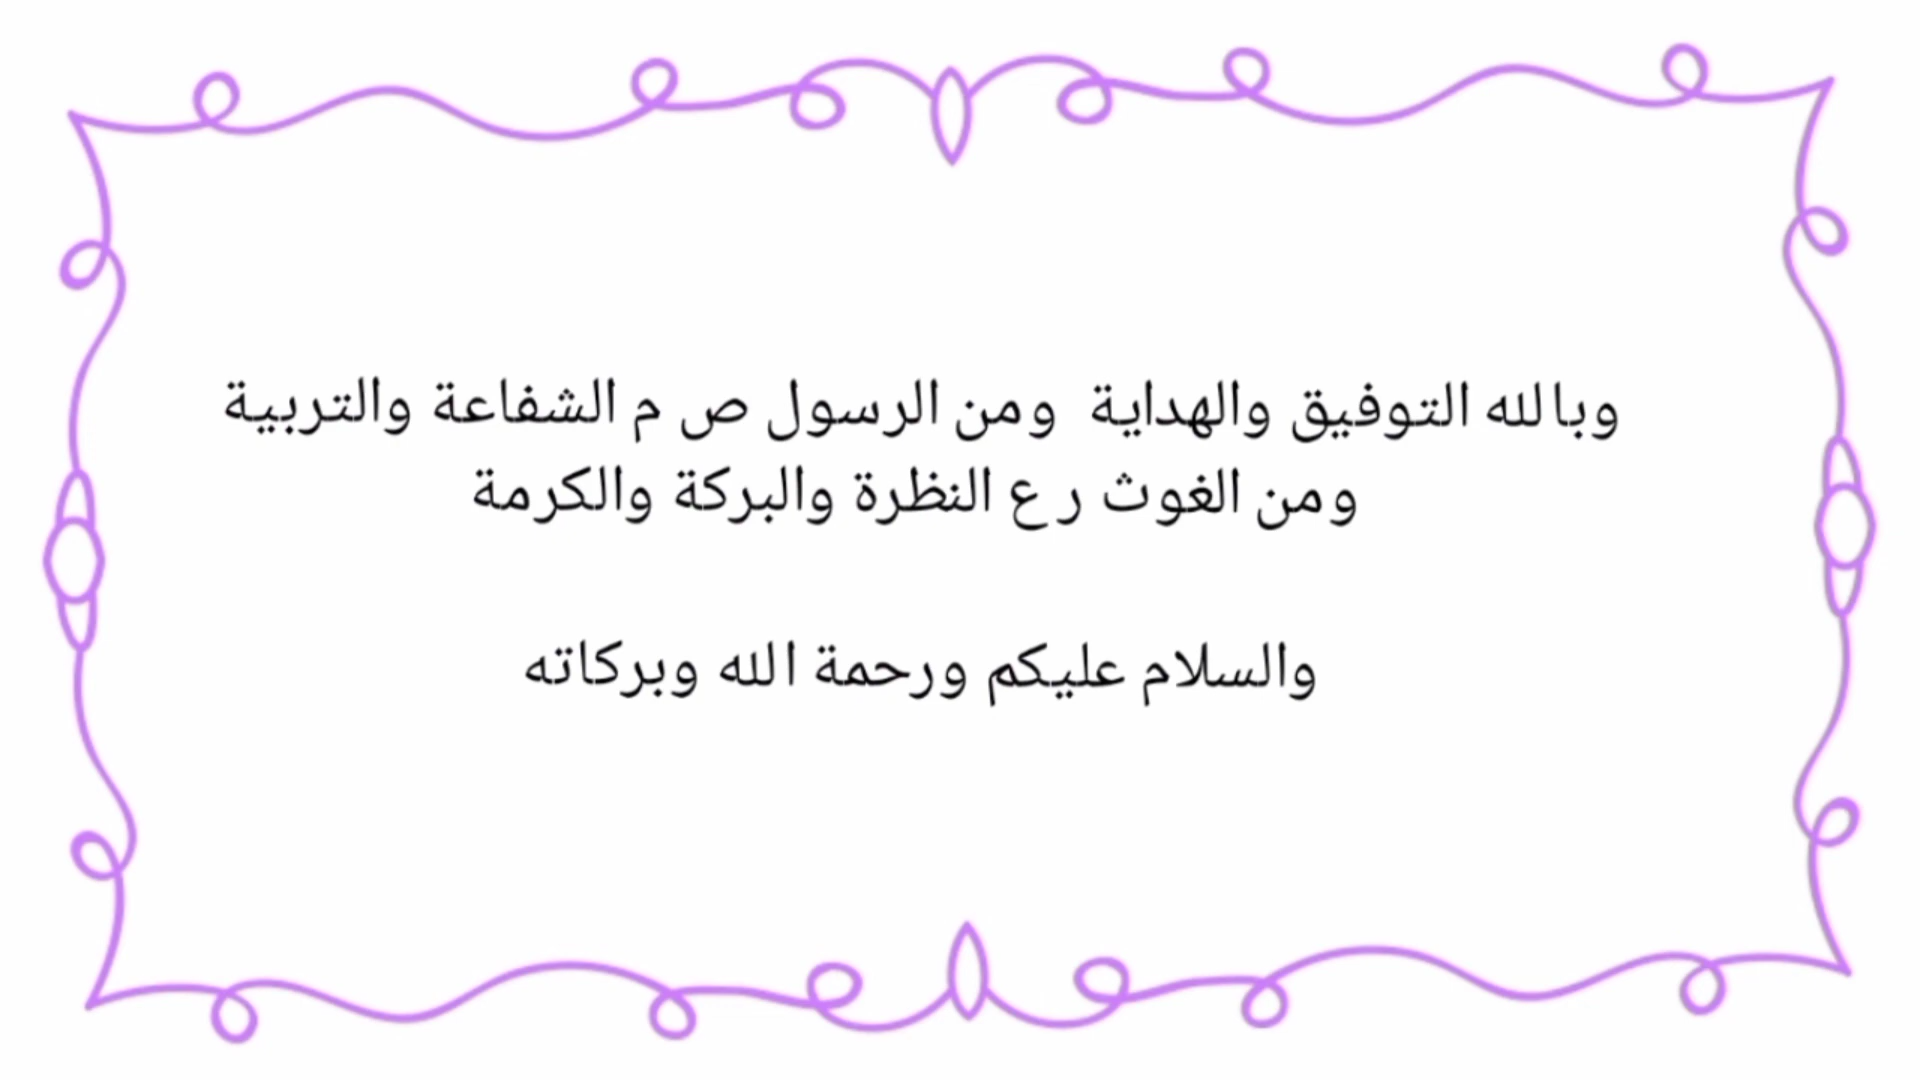 وبالله التوفيق والهداية ومن الرسول ص م الشفاعة والتربية
ومن الغوث ر ع النظرة والبركة والكرمة
والسلام عليكم ورحمة الله وبركاته